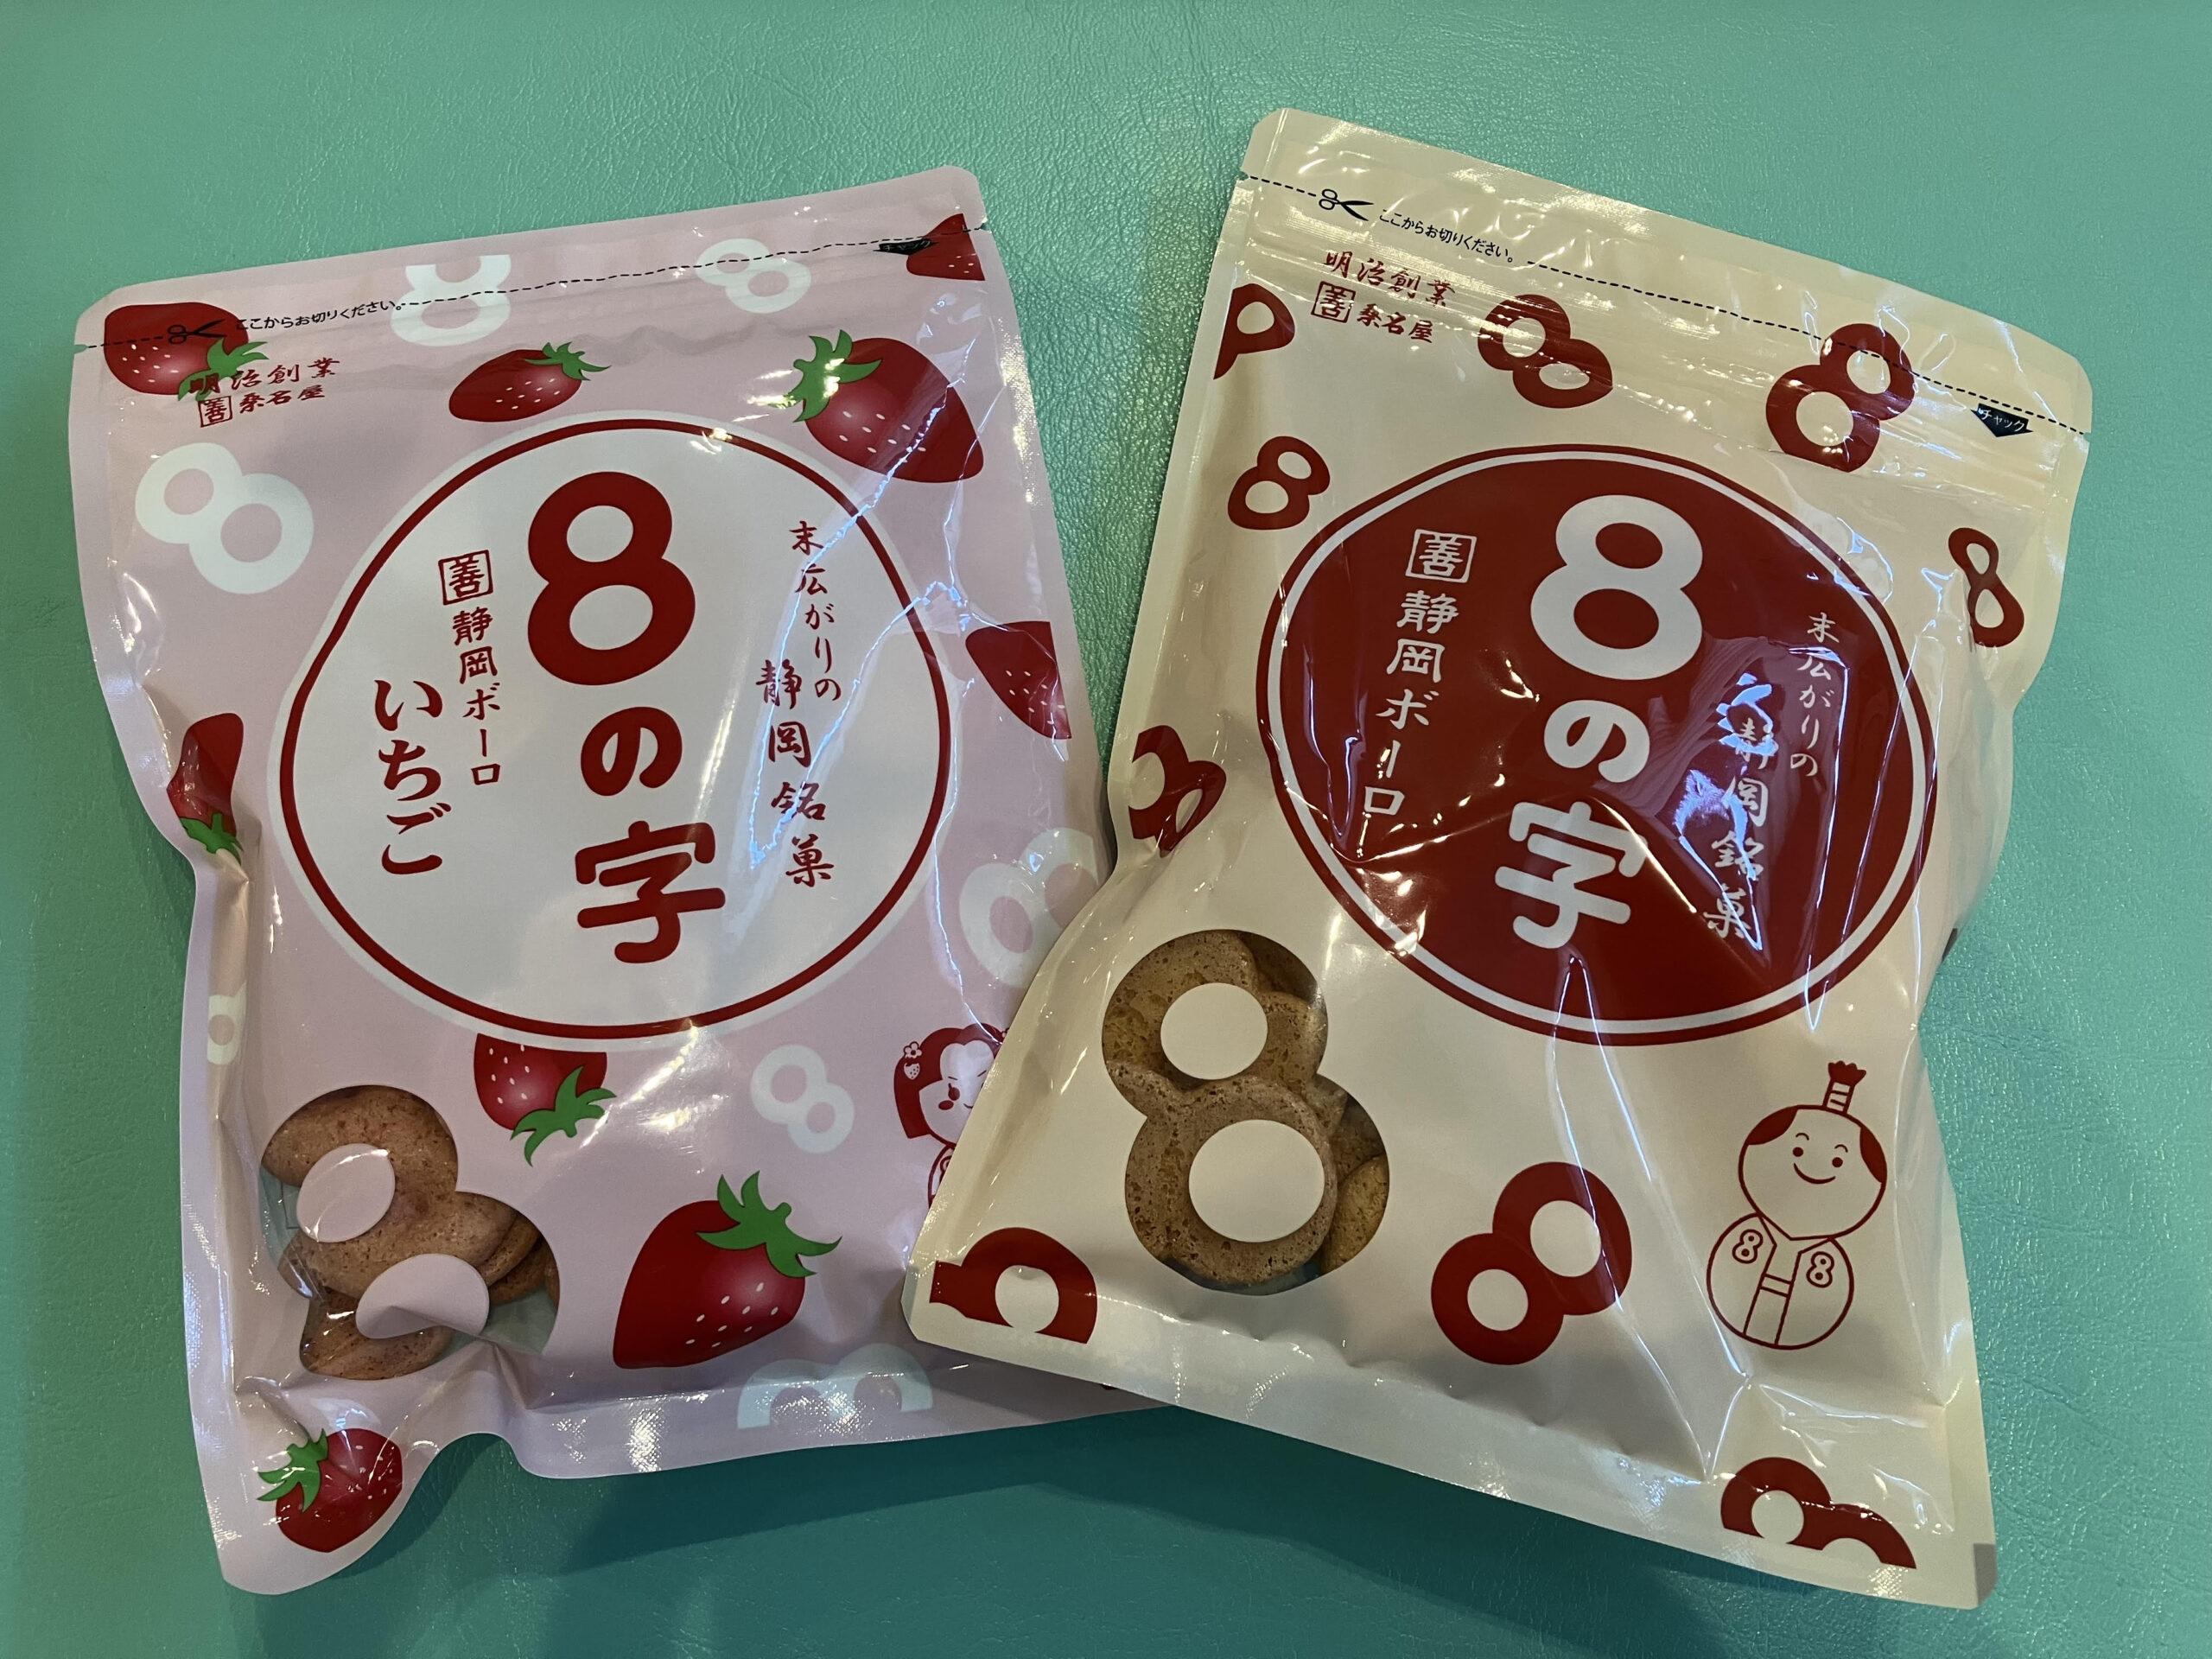 ここからお切りください。
チャック
明治創業
善 桑名屋
末広がりの
静岡銘菓
8の字
善 静岡ボーロ
いちご
ここからお切りください。
チャック
明治創業
善 桑名屋
末広がりの
静岡銘菓
8の字
善 静岡ボーロ
8 8